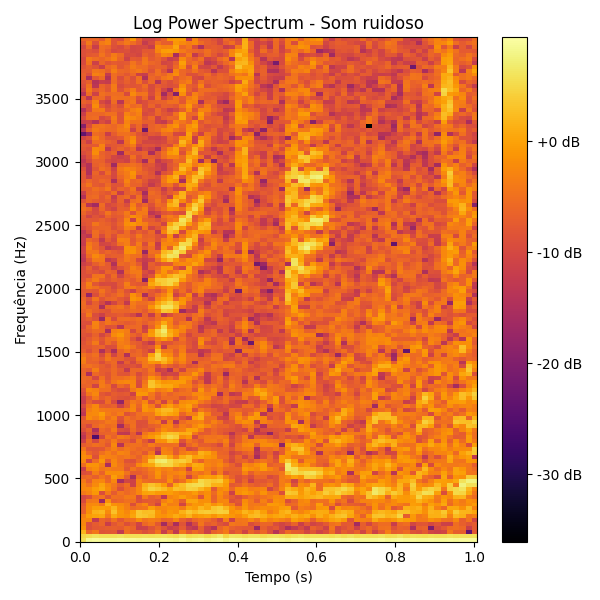 Log Power Spectrum - Som ruidoso
Frequência (Hz)
3500
3000
2500
2000
1500
1000
500
0
0.0 0.2 0.4 0.6 0.8 1.0
Tempo (s)
+0 dB
-10 dB
-20 dB
-30 dB